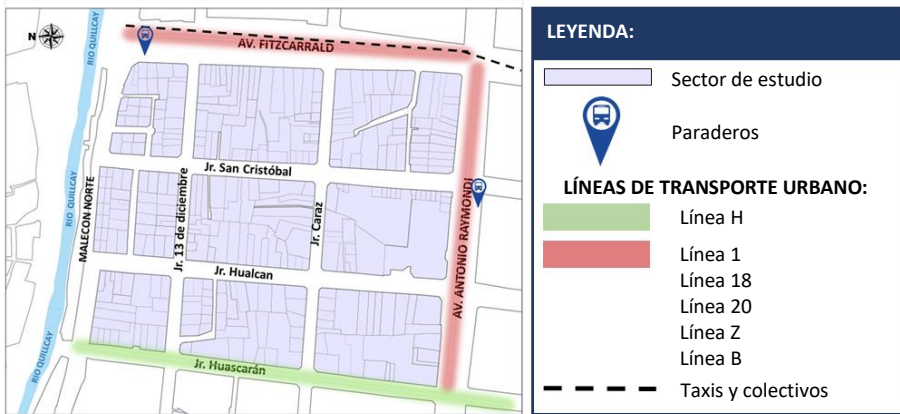 N
RIO QUILLCAY
AV. FITZCARRALD
Jr. San Cristóbal
RIO QUILLCAY
MALECON NORTE
Jr. 13 de diciembre
Jr. Caraz
AV. ANTONIO RAYMONDI
Jr. Hualcan
Jr. Huascarán
RIO QUILLCAY
LEYENDA:
Sector de estudio
Paraderos
LÍNEAS DE TRANSPORTE URBANO:
Línea H
Línea 1
Línea 18
Línea 20
Línea Z
Línea B
Taxis y colectivos